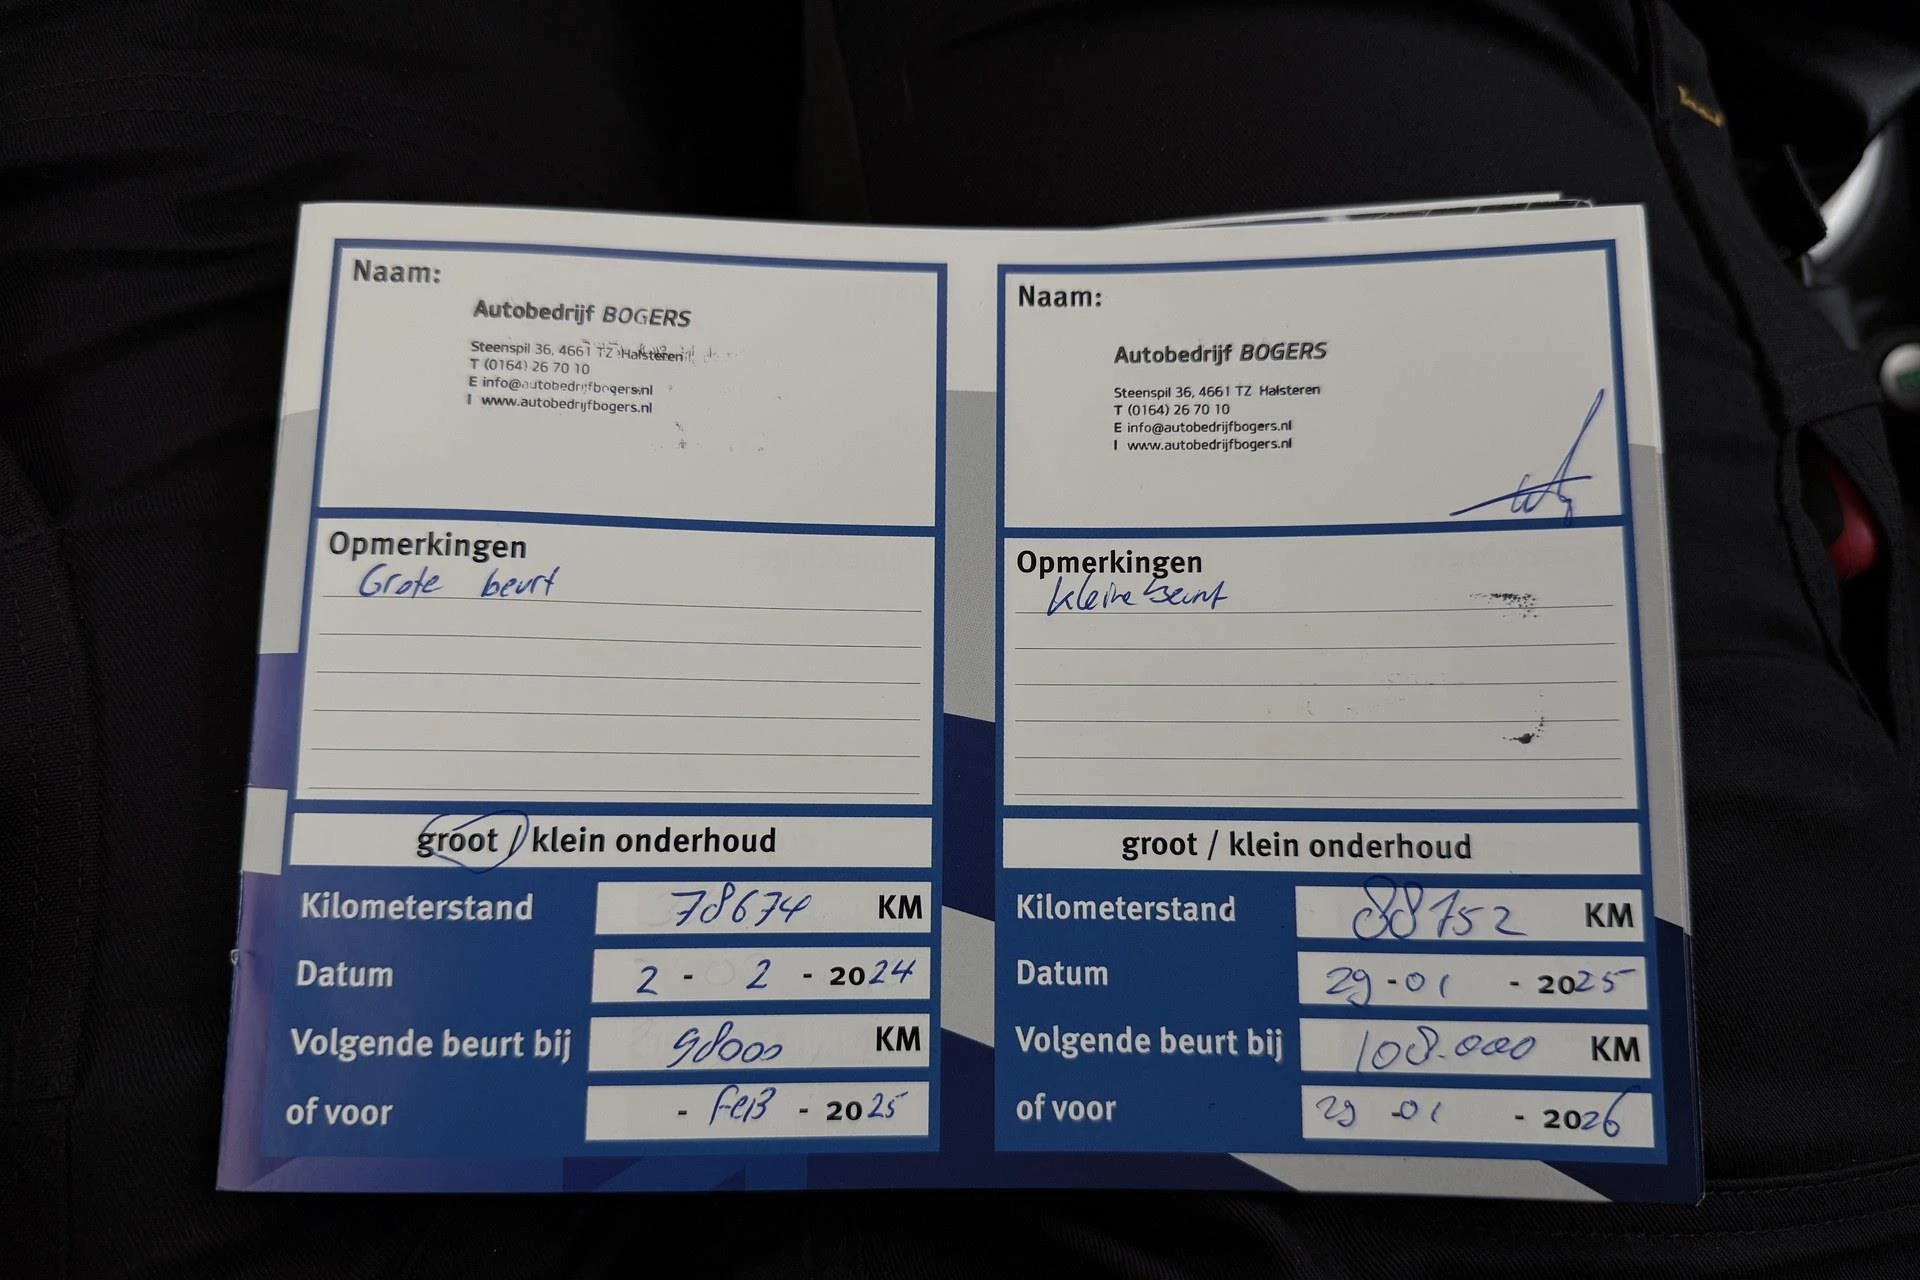 Naam:
Autobedrijf BOGERS
Steenspil 36, 4661 TZ Halsteren
T (0164) 26 70 10
E info@autobedrijfbogers.nl
I www.autobedrijfbogers.nl
Opmerkingen
Grote beurt
groot / klein onderhoud
Kilometerstand 78674 KM
Datum 2 - 2 - 2024
Volgende beurt bij 98000 KM
of voor - FEB - 2025
Naam:
Autobedrijf BOGERS
Steenspil 36, 4661 TZ Halsteren
T (0164) 26 70 10
E info@autobedrijfbogers.nl
I www.autobedrijfbogers.nl
Opmerkingen
kleine beurt
groot / klein onderhoud
Kilometerstand 88752 KM
Datum 29 - 01 - 2025
Volgende beurt bij 108.000 KM
of voor 29 - 01 - 2026